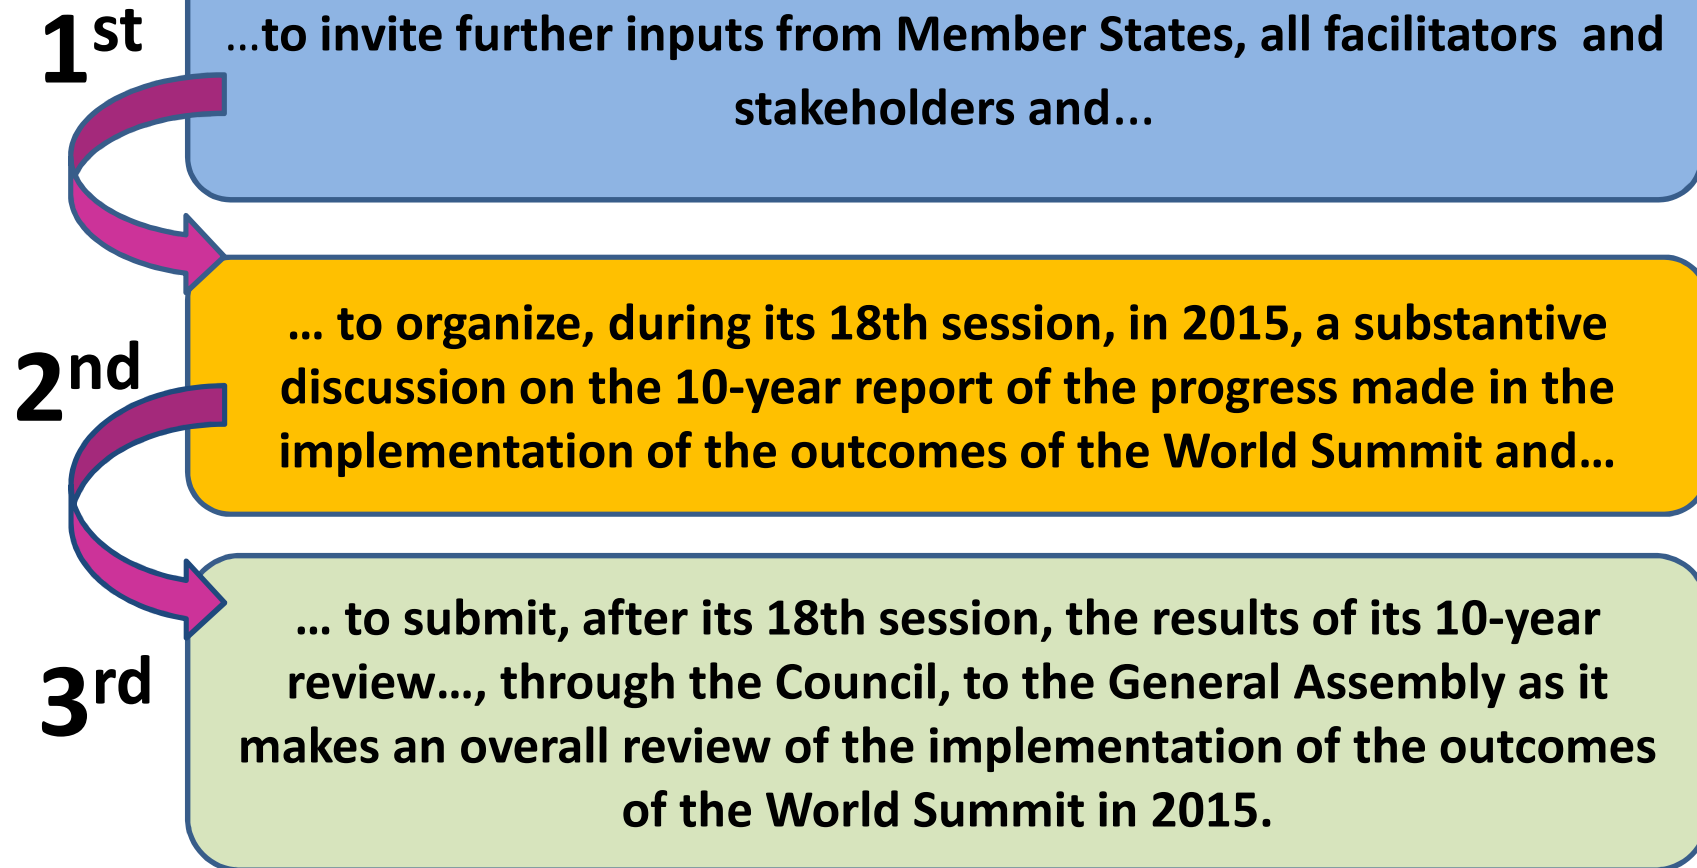 1st
…to invite further inputs from Member States, all facilitators and
stakeholders and…
2nd
… to organize, during its 18th session, in 2015, a substantive
discussion on the 10-year report of the progress made in the
implementation of the outcomes of the World Summit and…
3rd
… to submit, after its 18th session, the results of its 10-year
review…, through the Council, to the General Assembly as it
makes an overall review of the implementation of the outcomes
of the World Summit in 2015.